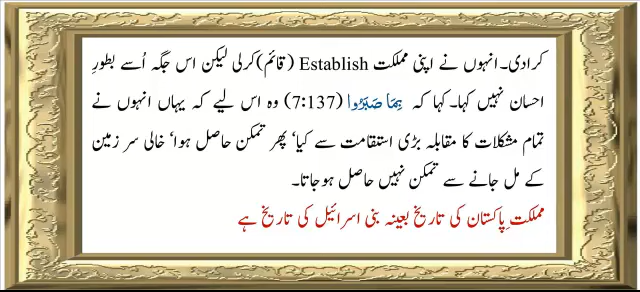 کرادی۔انہوں نے اپنی مملکت Establish (قائم)کرلی لیکن اس جگہ اُسے بطورِ
احسان نہیں کہا۔کہا کہ بِمَا صَبَرُوا (7:137) وہ اس لیے کہ یہاں انہوں نے
تمام مشکلات کا مقابلہ بڑی استقامت سے کیا‘ پھر تمکن حاصل ہوا‘ خالی سر زمین
کے مل جانے سے تمکن نہیں حاصل ہوجاتا۔
مملکتِ پاکستان کی تاریخ بعینہٖ بنی اسرائیل کی تاریخ ہے